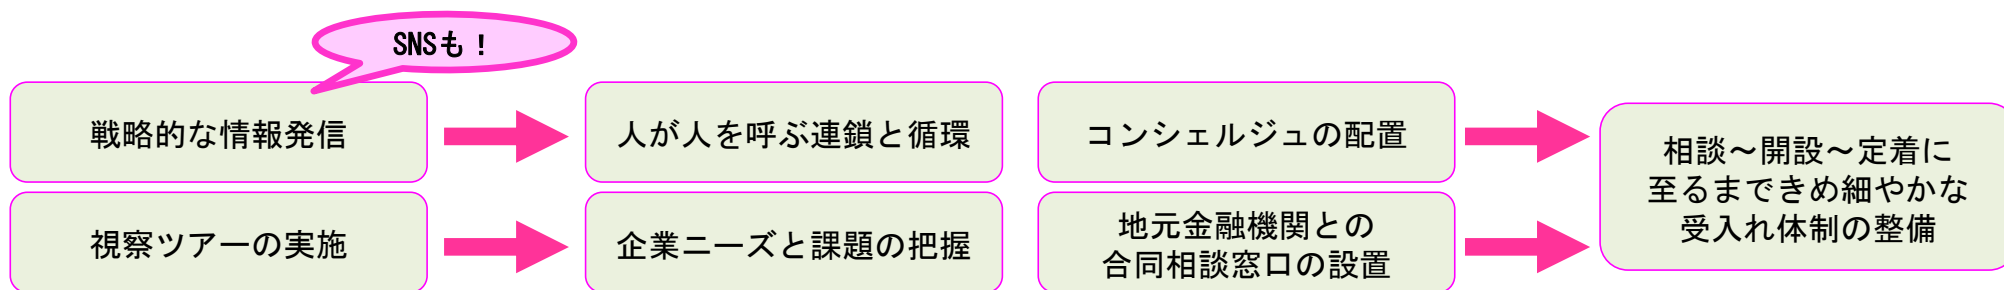 SNSも！
戦略的な情報発信
人が人を呼ぶ連鎖と循環
視察ツアーの実施
企業ニーズと課題の把握
コンシェルジュの配置
地元金融機関との
合同相談窓口の設置
相談～開設～定着に
至るまできめ細やかな
受入れ体制の整備